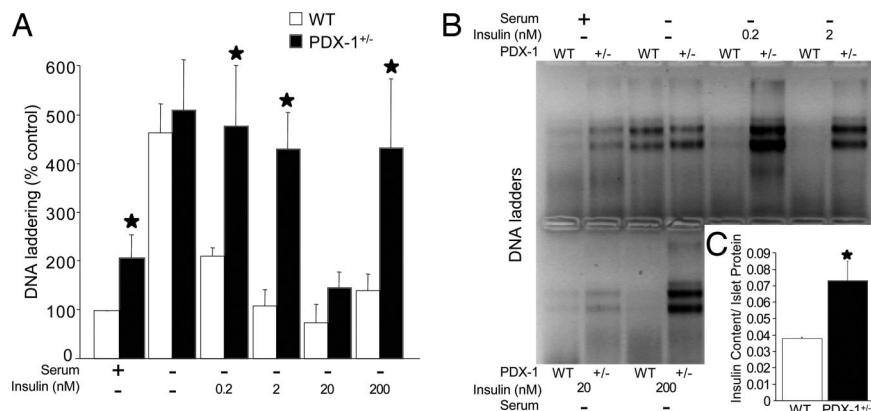 A
WT
PDX-1+/-
DNA laddering (% control)
600
500
400
300
200
100
0
Serum + - - - - -
Insulin (nM) - - 0.2 2 20 200
B
Serum + - - -
Insulin (nM) - - 0.2 2
PDX-1 WT +/- WT +/- WT +/- WT +/-
DNA ladders
PDX-1 WT +/- WT +/-
Insulin (nM) 20 200
Serum - -
C
Insulin Content/ Islet Protein
0.09
0.08
0.07
0.06
0.05
0.04
0.03
0.02
0.01
0
WT PDX-1+/-